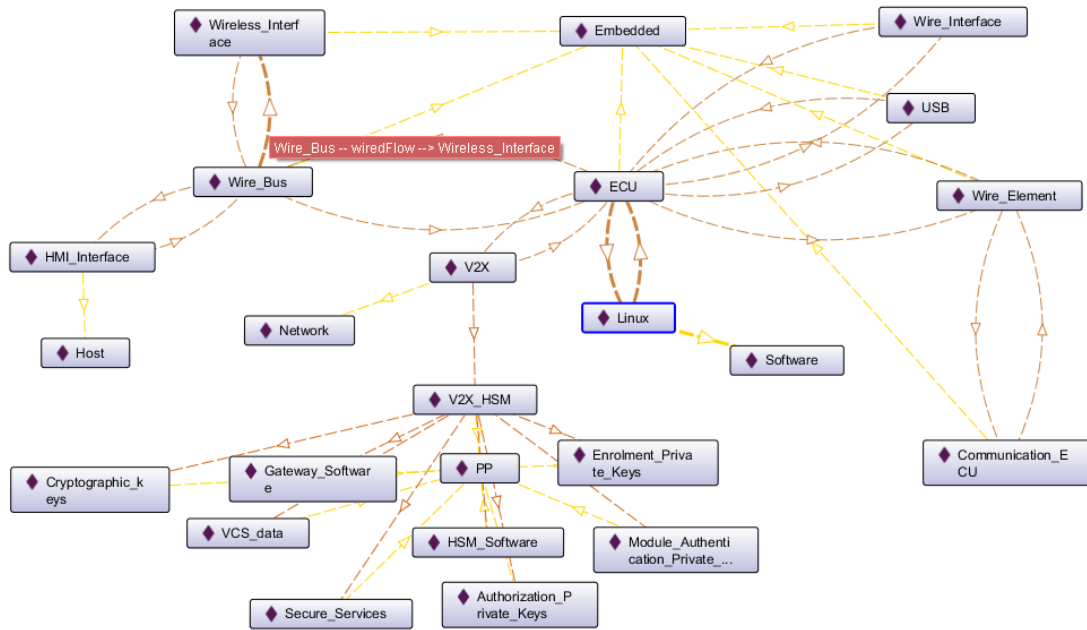 Wireless_Interf
ace
Embedded
Wire_Interface
USB
Wire_Bus -- wiredFlow --> Wireless_Interface
Wire_Bus
ECU
Wire_Element
HMI_Interface
V2X
Network
Linux
Host
Software
V2X_HSM
Cryptographic_k
eys
Gateway_Softwar
e
PP
Enrolment_Priva
te_Keys
Communication_E
CU
VCS_data
HSM_Software
Module_Authenti
cation_Private_...
Secure_Services
Authorization_P
rivate_Keys